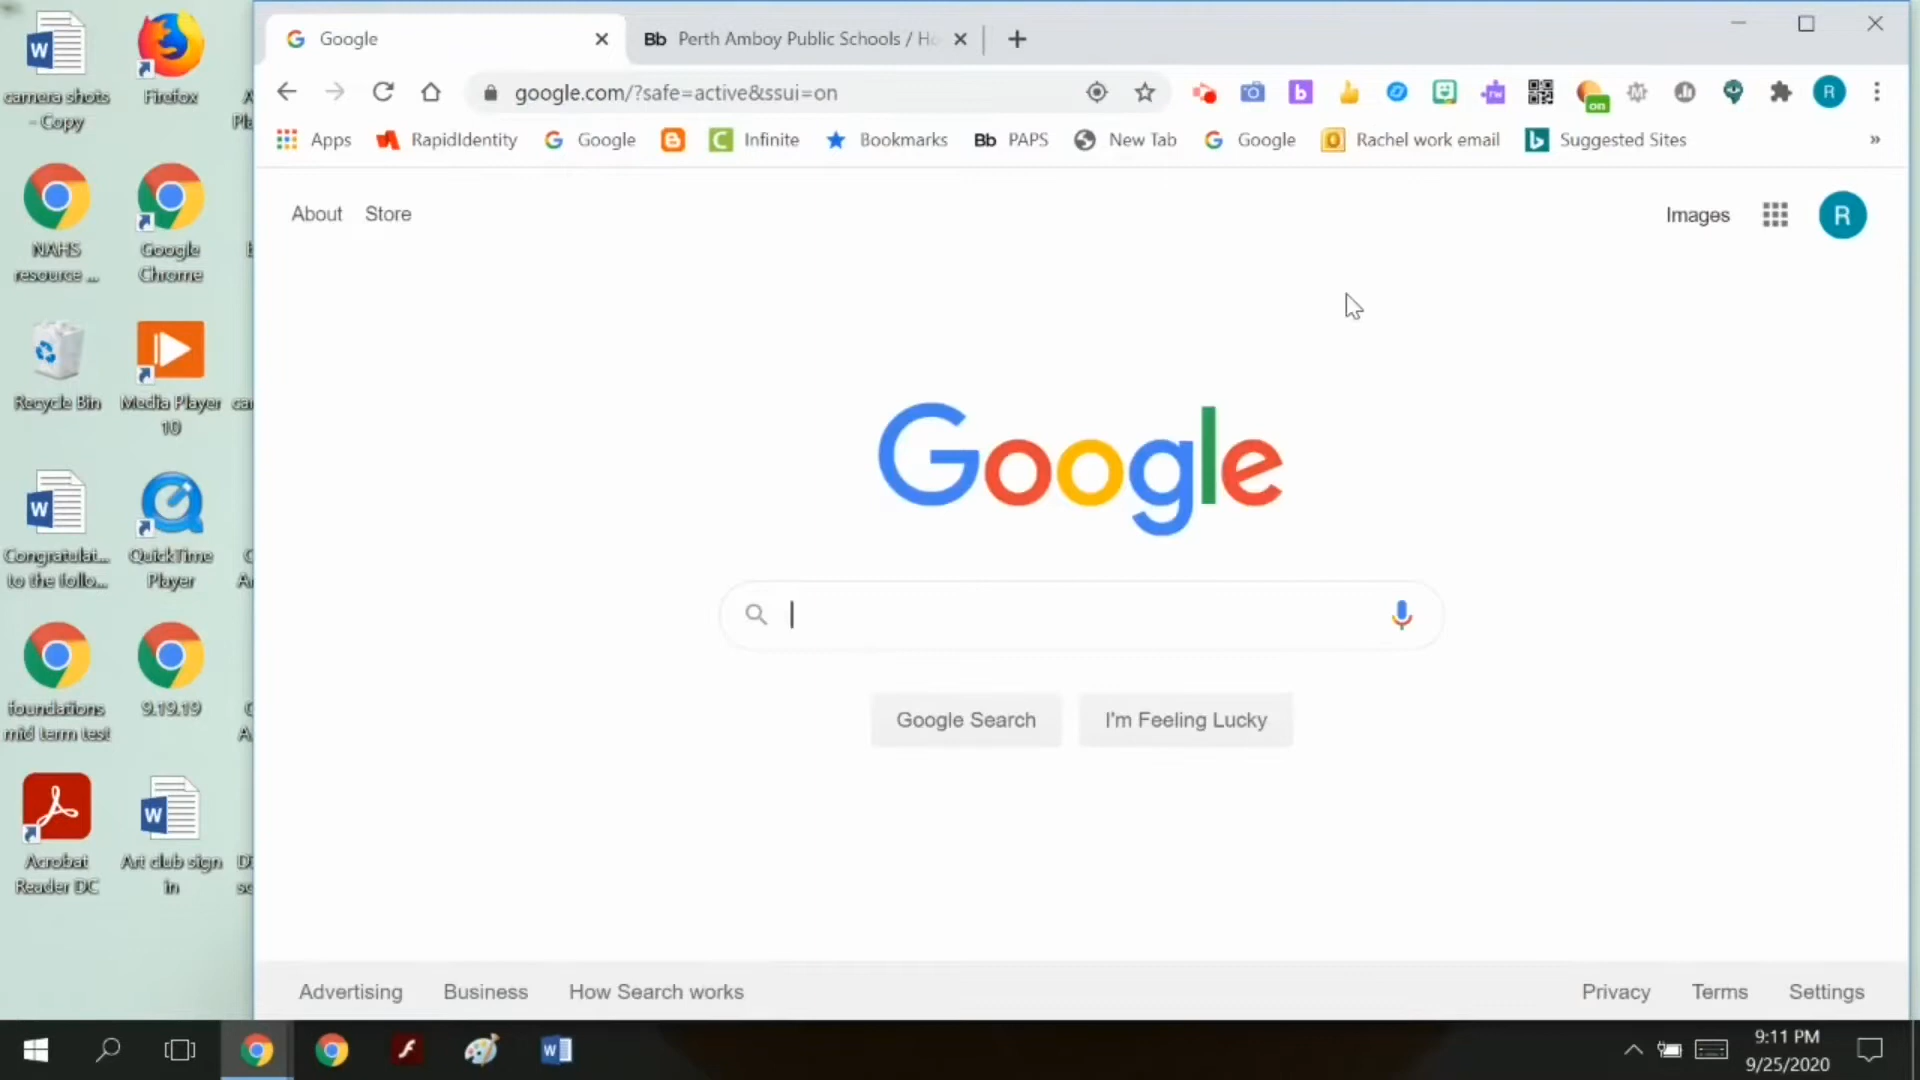 Google
Bb Perth Amboy Public Schools / Ho
google.com/?safe=active&ssui=on
on
R
Apps
RapidIdentity
Google
Infinite
Bookmarks
Bb PAPS
New Tab
Google
Rachel work email
Suggested Sites
»
About
Store
Images
R
Google
Google Search
I'm Feeling Lucky
Advertising
Business
How Search works
Privacy
Terms
Settings
camera shots
- Copy
Firefox
NAHS
resource ...
Google
Chrome
Recycle Bin
Media Player
10
Congratulat...
to the follo...
QuickTime
Player
foundations
mid term test
9.19.19
Acrobat
Reader DC
Art club sign
in
9:11 PM
9/25/2020